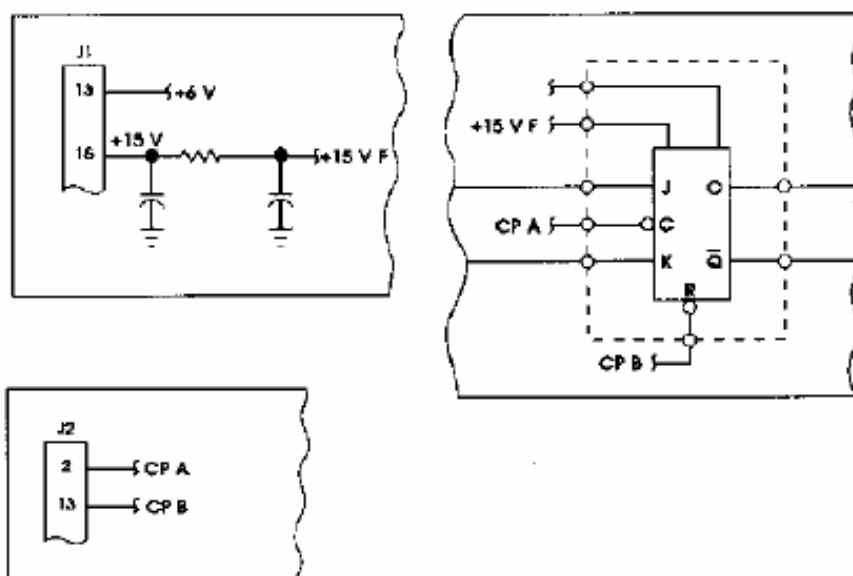 J1
13 +6 V
+15 V
16 +15 V F
+15 V F
J Q
CP A C
K Q̅
R
CP B
J2
2 CP A
13 CP B